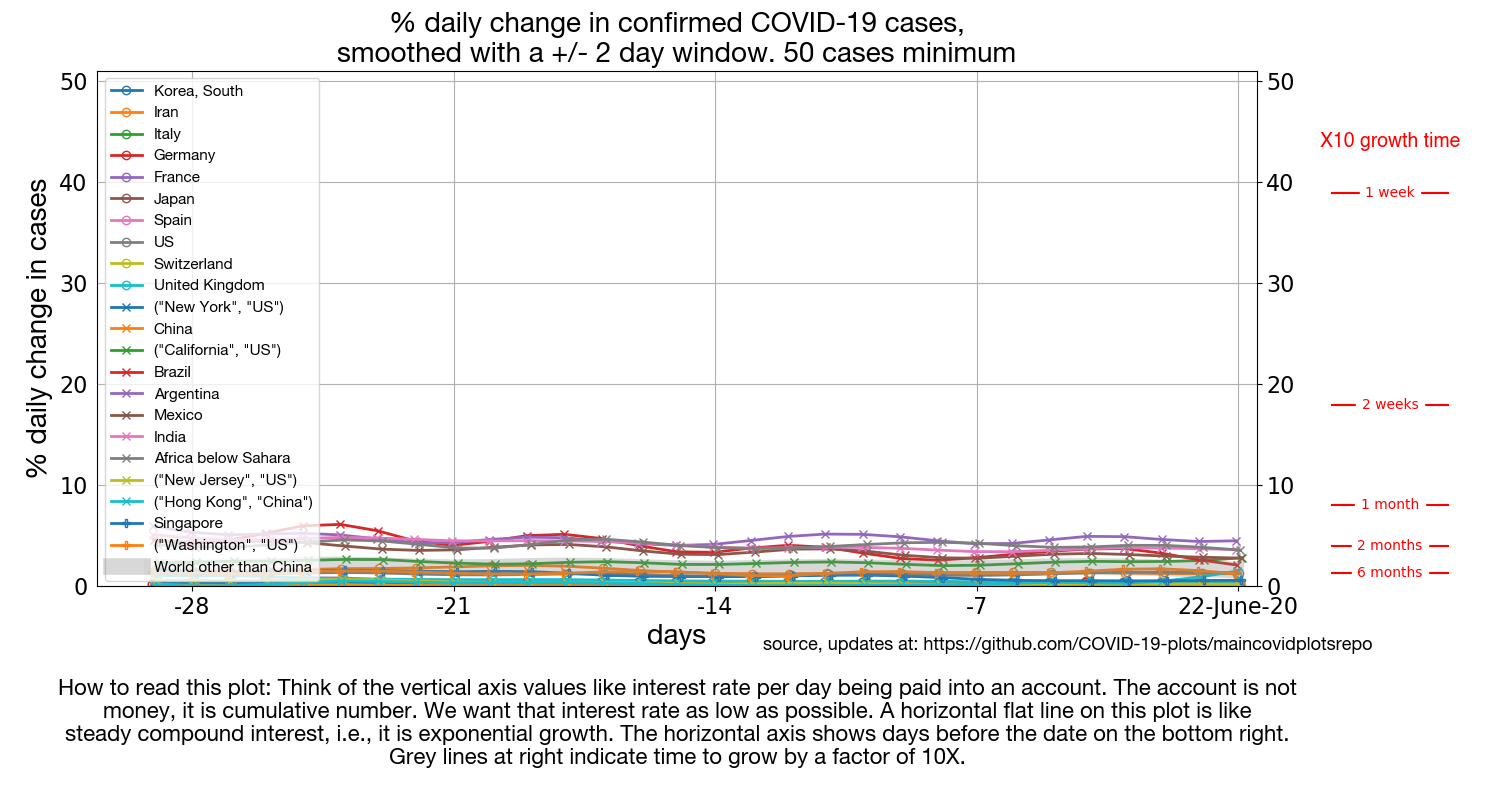 % daily change in confirmed COVID-19 cases,
smoothed with a +/- 2 day window. 50 cases minimum
% daily change in cases
50
40
30
20
10
0
Korea, South
Iran
Italy
Germany
France
Japan
Spain
US
Switzerland
United Kingdom
("New York", "US")
China
("California", "US")
Brazil
Argentina
Mexico
India
Africa below Sahara
("New Jersey", "US")
("Hong Kong", "China")
Singapore
("Washington", "US")
World other than China
50
40
30
20
10
0
X10 growth time
1 week
2 weeks
1 month
2 months
6 months
-28
-21
-14
-7
22-June-20
days
source, updates at: https://github.com/COVID-19-plots/maincovidplotsrepo
How to read this plot: Think of the vertical axis values like interest rate per day being paid into an account. The account is not
money, it is cumulative number. We want that interest rate as low as possible. A horizontal flat line on this plot is like
steady compound interest, i.e., it is exponential growth. The horizontal axis shows days before the date on the bottom right.
Grey lines at right indicate time to grow by a factor of 10X.